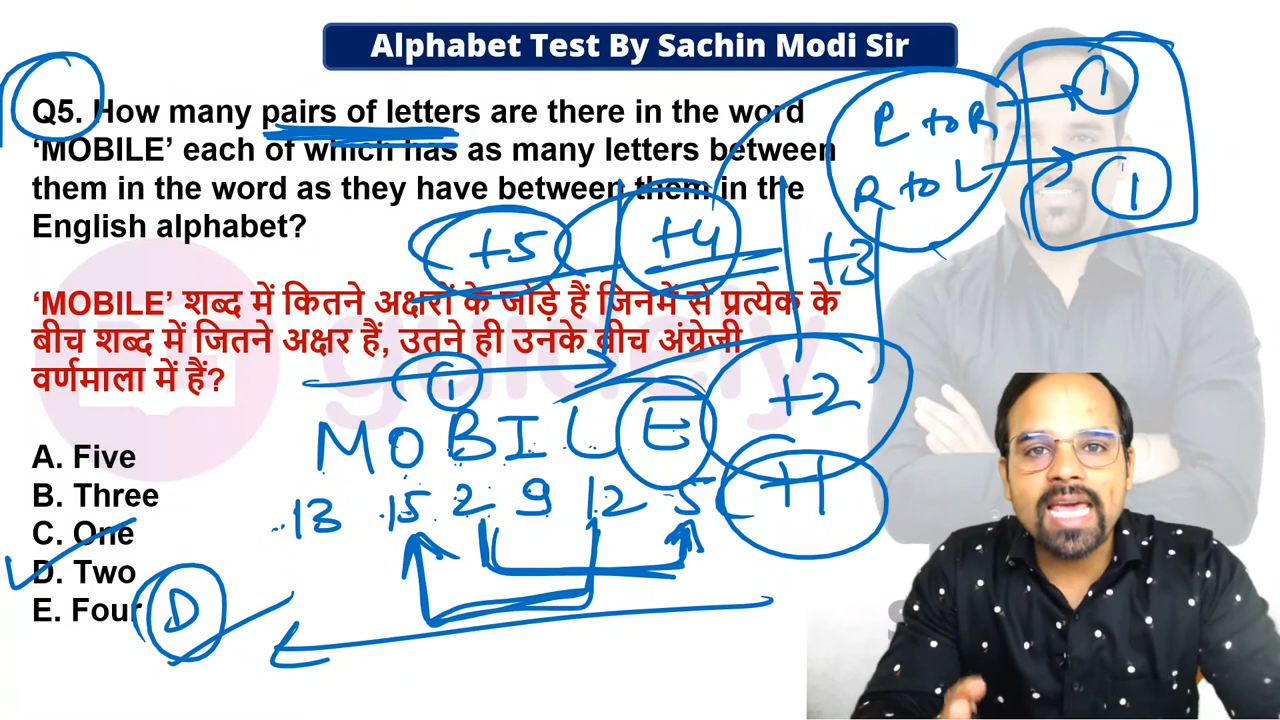 Alphabet Test By Sachin Modi Sir
Q5. How many pairs of letters are there in the word
‘MOBILE’ each of which has as many letters between
them in the word as they have between them in the
English alphabet?
‘MOBILE’ शब्द में कितने अक्षरों के जोड़े हैं जिनमें से प्रत्येक के
बीच शब्द में जितने अक्षर हैं, उतने ही उनके बीच अंग्रेजी
वर्णमाला में हैं?
A. Five
B. Three
C. One
D. Two
E. Four
D
L to R 1
R to L 1
+5 +4 +3
+2
+1
1
M O B I L E
13 15 2 9 12 5
guidely